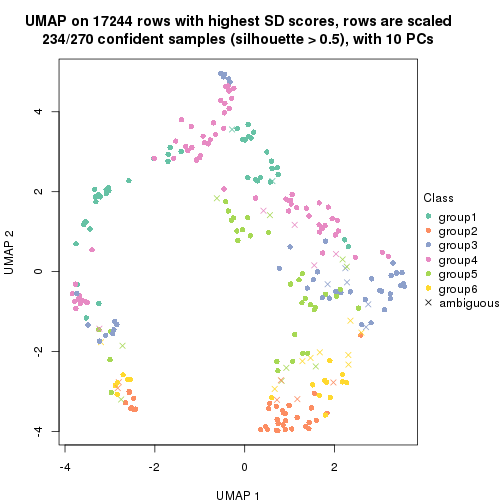 UMAP on 17244 rows with highest SD scores, rows are scaled
234/270 confident samples (silhouette > 0.5), with 10 PCs
4
2
0
-2
-4
UMAP 2
-4
-2
0
2
UMAP 1
Class
group1
group2
group3
group4
group5
group6
ambiguous